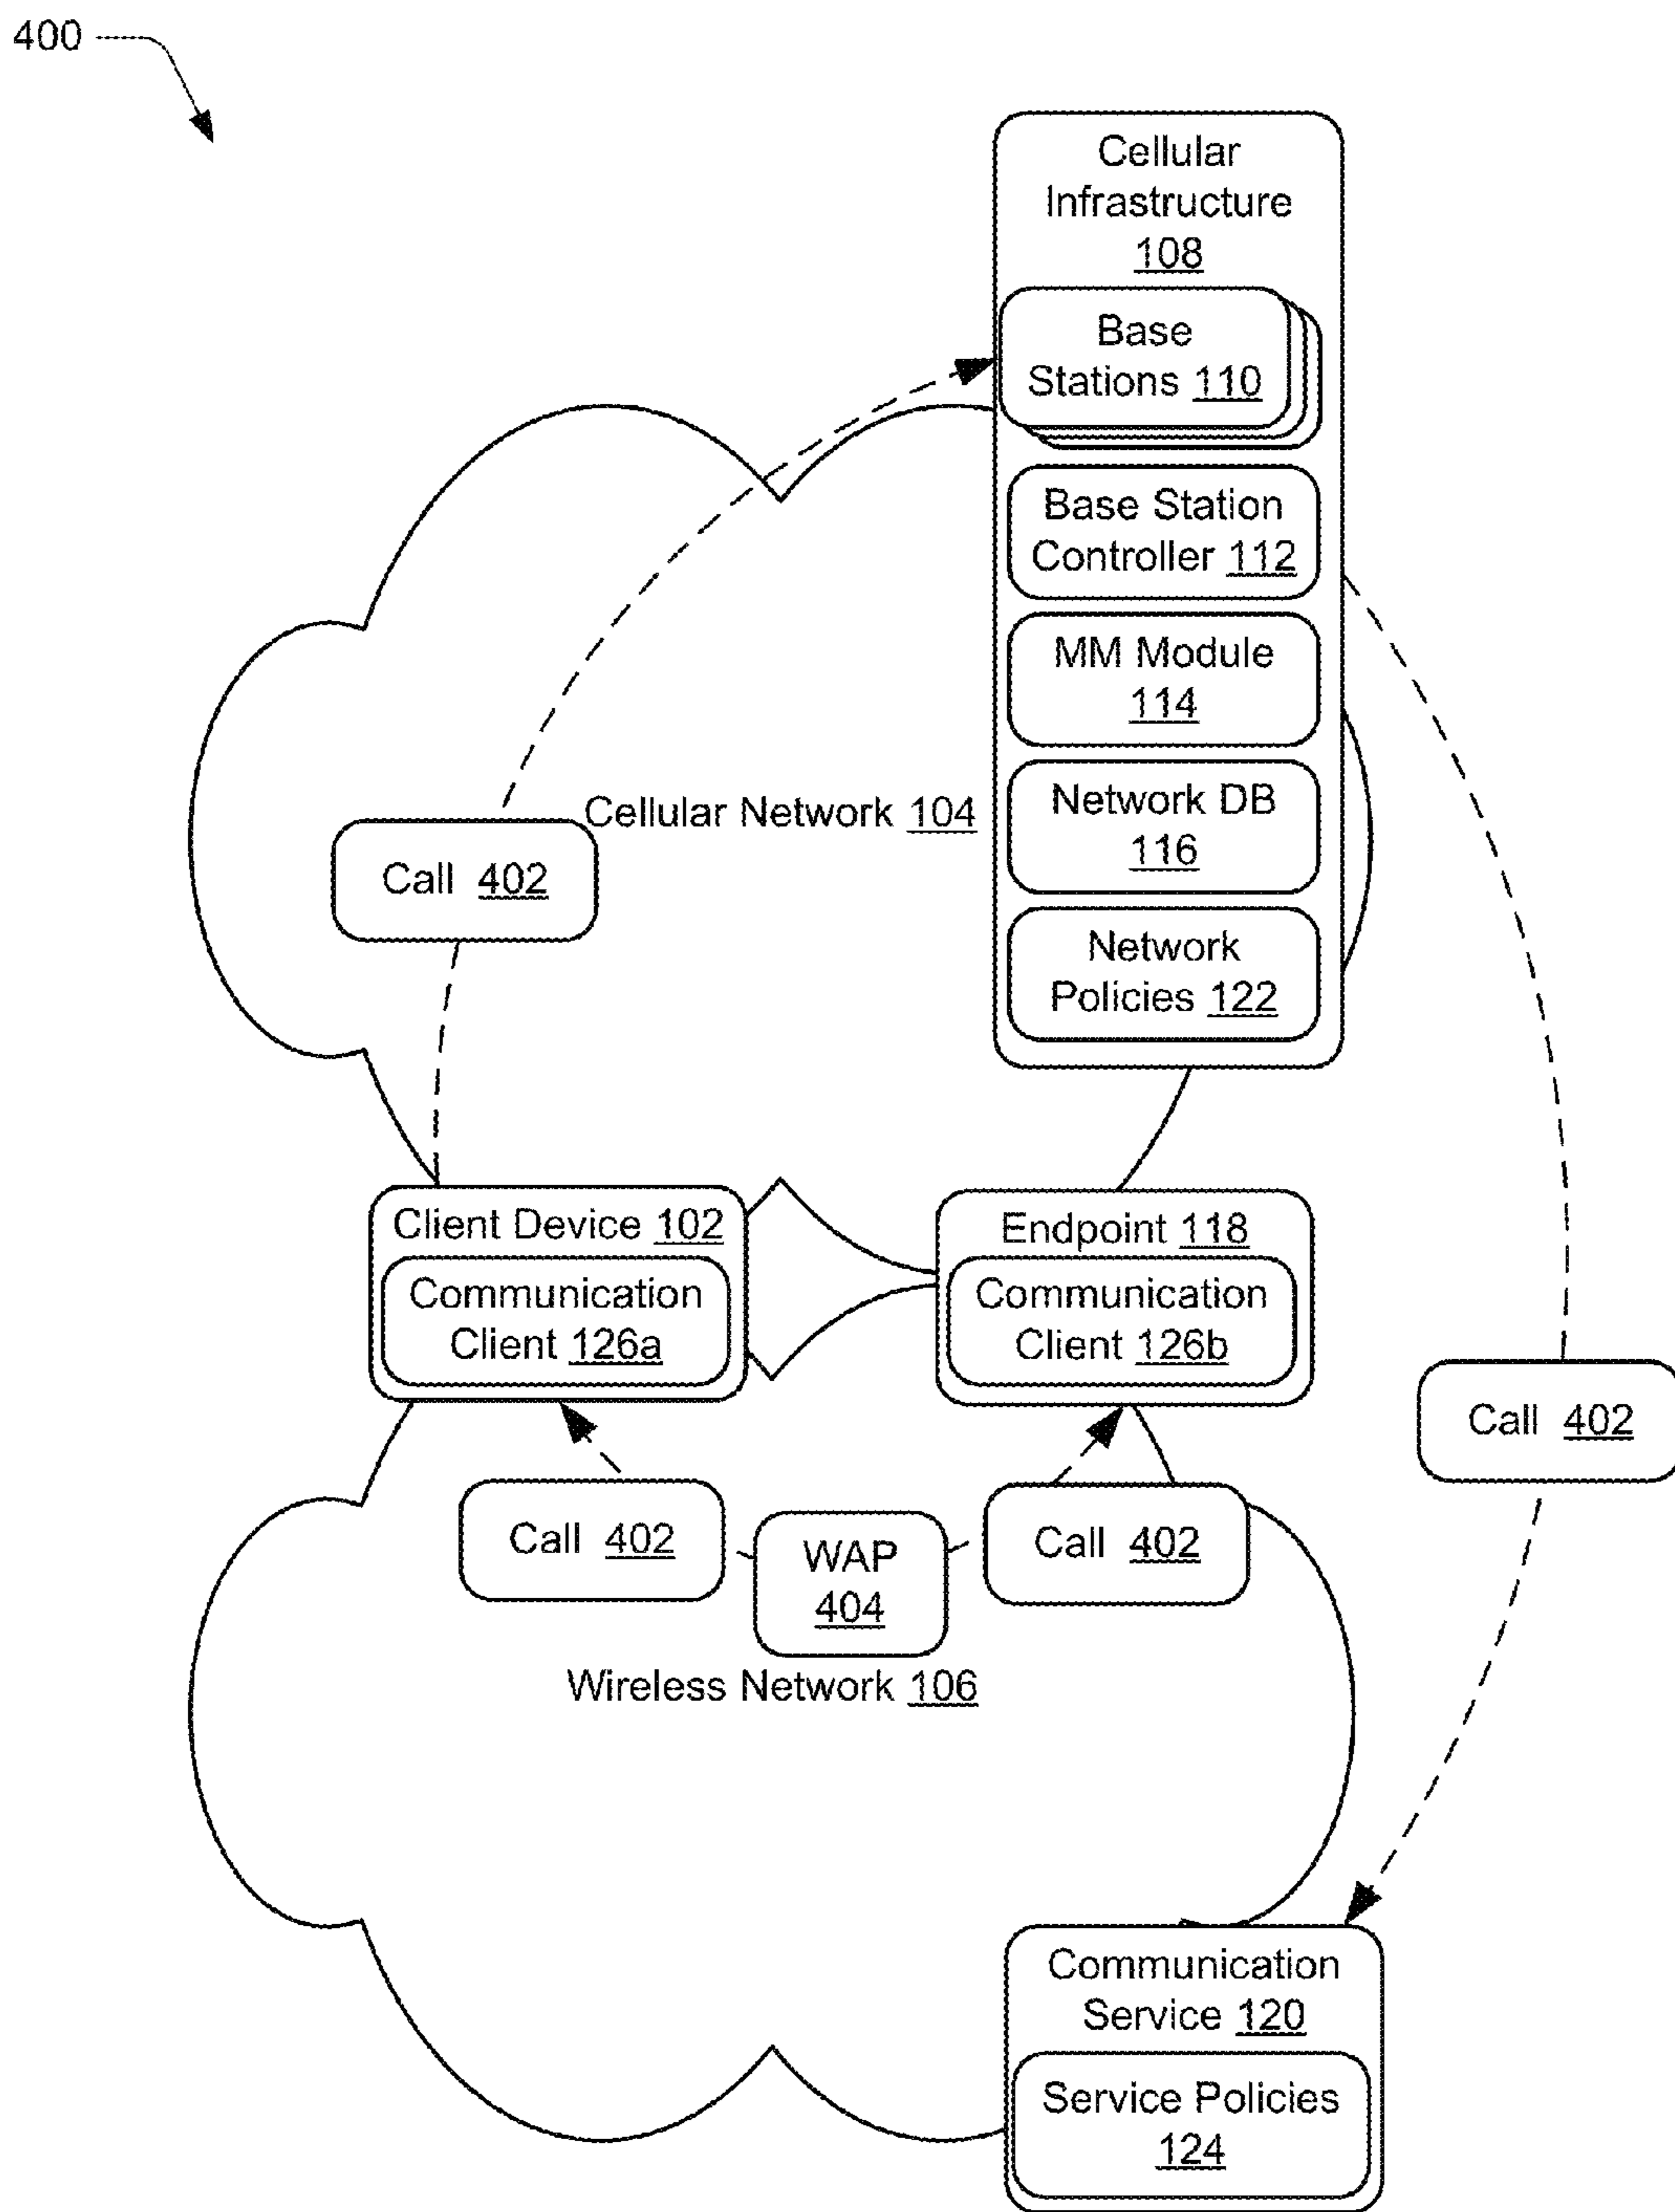 400
Cellular
Infrastructure
108
Base
Stations 110
Base Station
Controller 112
MM Module
114
Cellular Network 104
Network DB
116
Call 402
Network
Policies 122
Client Device 102
Communication
Client 126a
Endpoint 118
Communication
Client 126b
Call 402
Call 402
WAP
404
Call 402
Wireless Network 106
Communication
Service 120
Service Policies
124